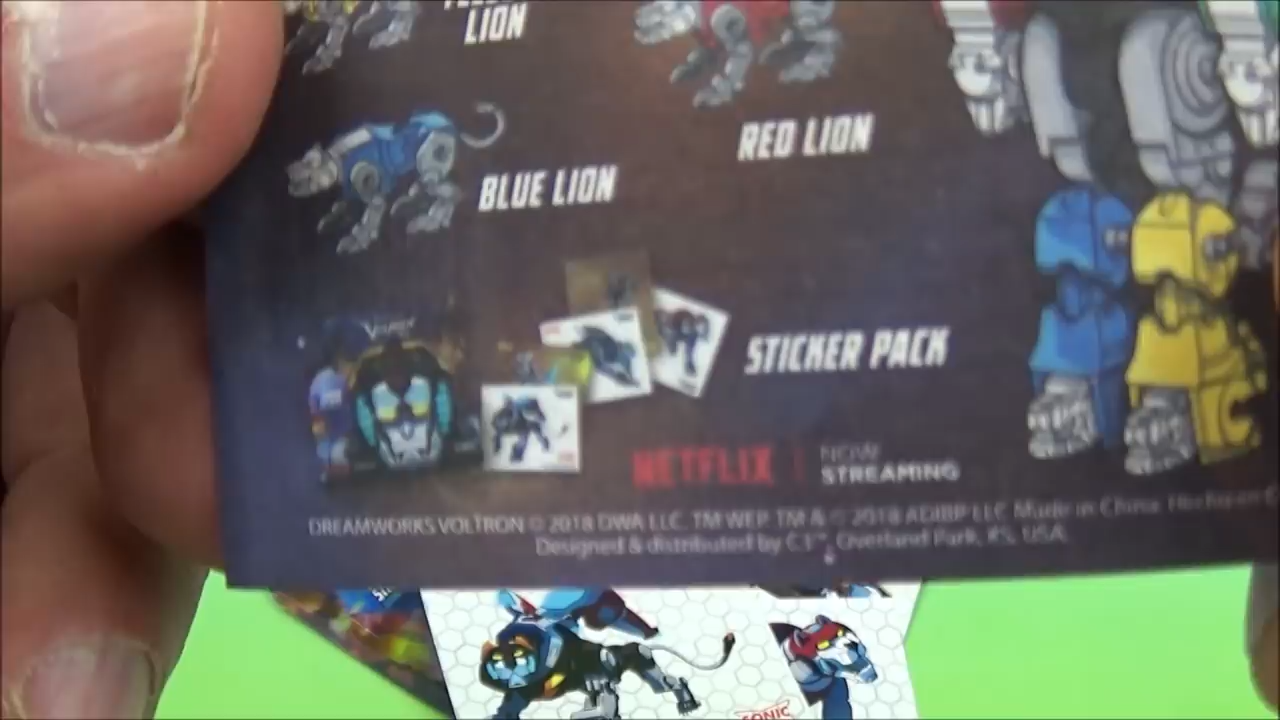 LION
RED LION
BLUE LION
STICKER PACK
NETFLIX | NOW
STREAMING
DREAMWORKS VOLTRON © 2018 DWA LLC. TM WEP. TM & © 2018 ADIBP LLC Made in China
Designed & distributed by C3™, Overland Park, KS, USA.
SONIC